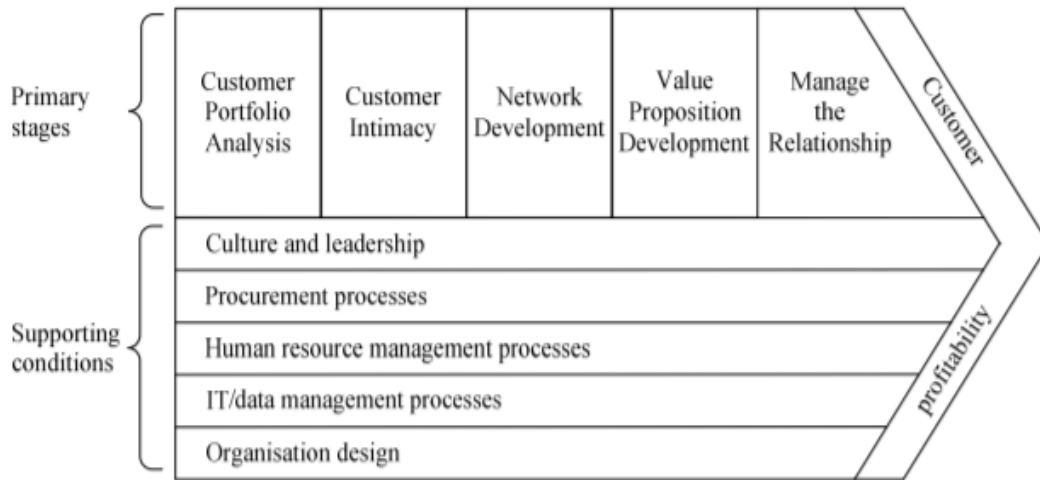 Primary
stages
Customer
Portfolio
Analysis
Customer
Intimacy
Network
Development
Value
Proposition
Development
Manage
the
Relationship
Customer
profitability
Supporting
conditions
Culture and leadership
Procurement processes
Human resource management processes
IT/data management processes
Organisation design